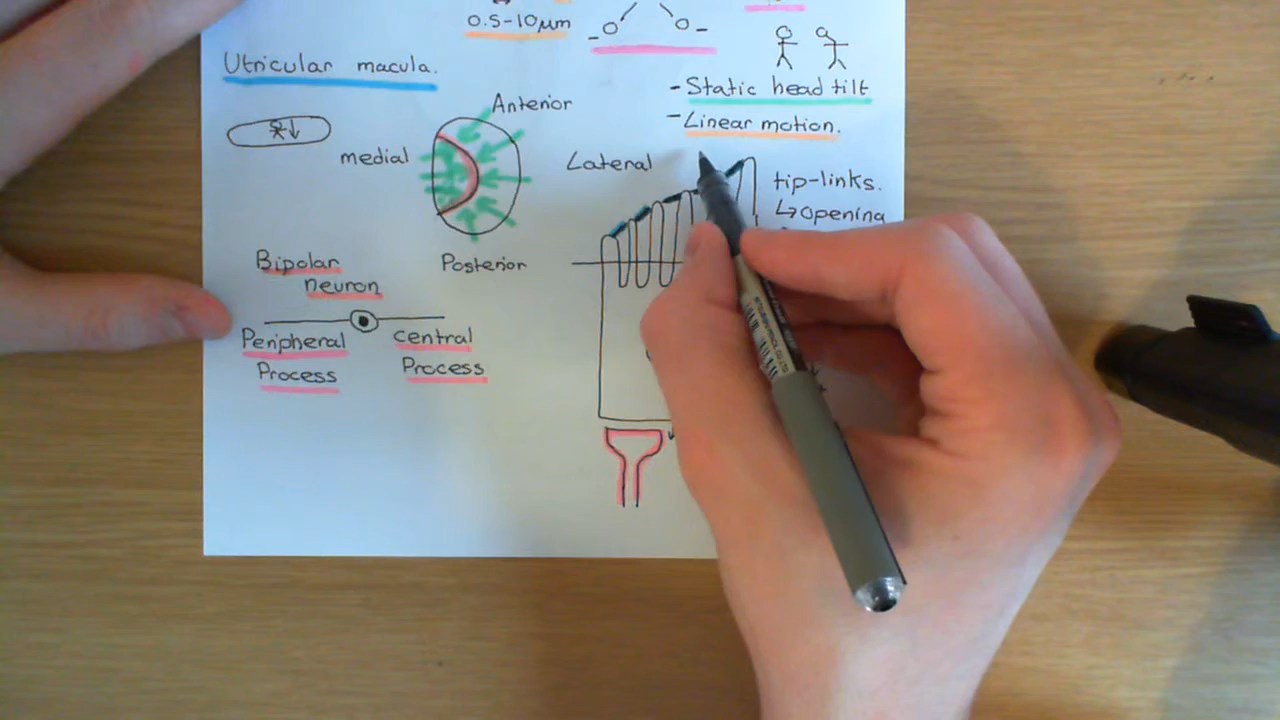 0.5-10μm
-O O-
Utricular macula.
Anterior
medial
Lateral
Posterior
- Static head tilt
- Linear motion.
tip-links.
↳ opening
Bipolar
neuron
Peripheral
Process
central
Process